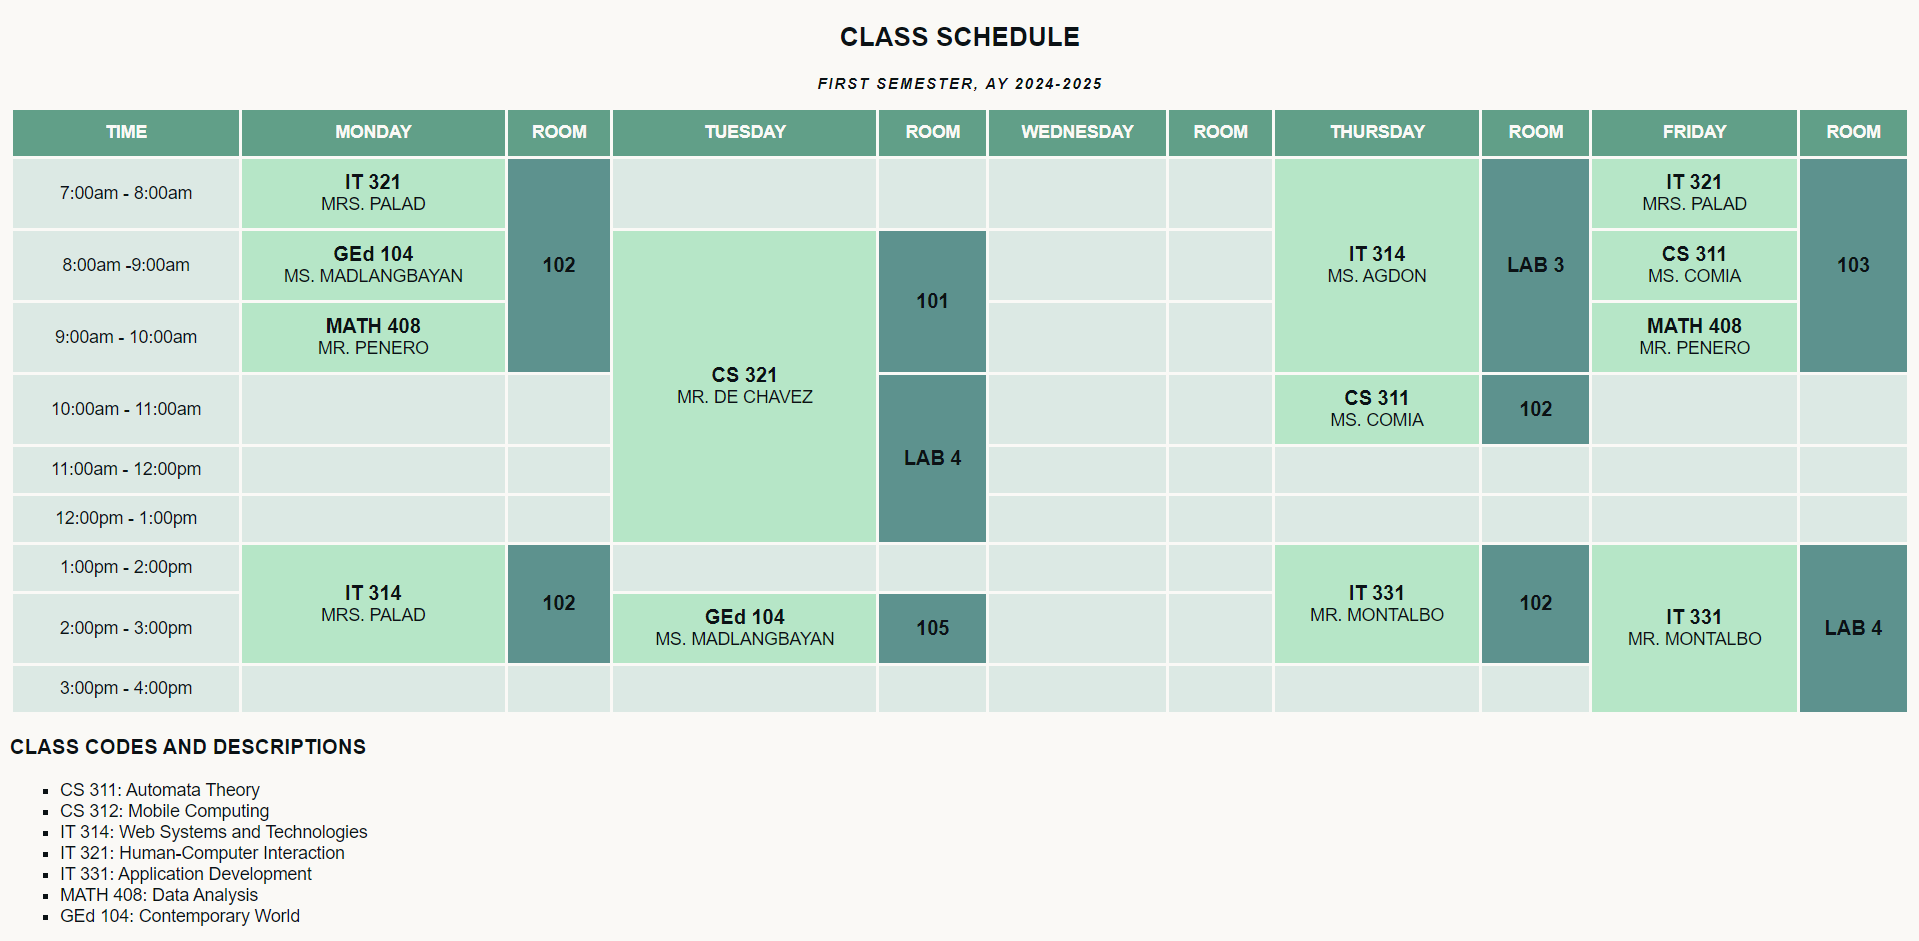 CLASS SCHEDULE
FIRST SEMESTER, AY 2024-2025
TIME MONDAY ROOM TUESDAY ROOM WEDNESDAY ROOM THURSDAY ROOM FRIDAY ROOM
7:00am - 8:00am
IT 321
MRS. PALAD
IT 321
MRS. PALAD
8:00am -9:00am
GEd 104
MS. MADLANGBAYAN
102
101
IT 314
MS. AGDON
LAB 3
CS 311
MS. COMIA
103
9:00am - 10:00am
MATH 408
MR. PENERO
MATH 408
MR. PENERO
CS 321
MR. DE CHAVEZ
10:00am - 11:00am
CS 311
MS. COMIA
102
11:00am - 12:00pm
LAB 4
12:00pm - 1:00pm
1:00pm - 2:00pm
IT 314
MRS. PALAD
102
IT 331
MR. MONTALBO
102
2:00pm - 3:00pm
GEd 104
MS. MADLANGBAYAN
105
IT 331
MR. MONTALBO
LAB 4
3:00pm - 4:00pm
CLASS CODES AND DESCRIPTIONS
CS 311: Automata Theory
CS 312: Mobile Computing
IT 314: Web Systems and Technologies
IT 321: Human-Computer Interaction
IT 331: Application Development
MATH 408: Data Analysis
GEd 104: Contemporary World